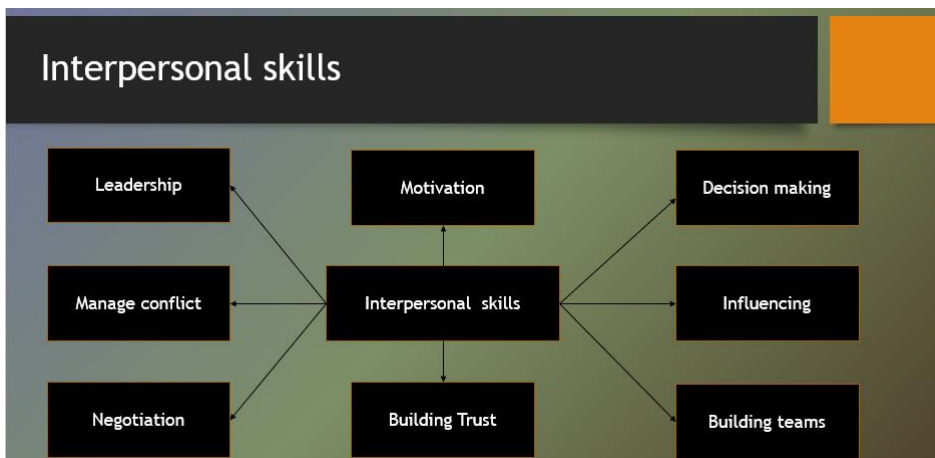 Interpersonal skills
Leadership
Motivation
Decision making
Manage conflict
Interpersonal skills
Influencing
Negotiation
Building Trust
Building teams